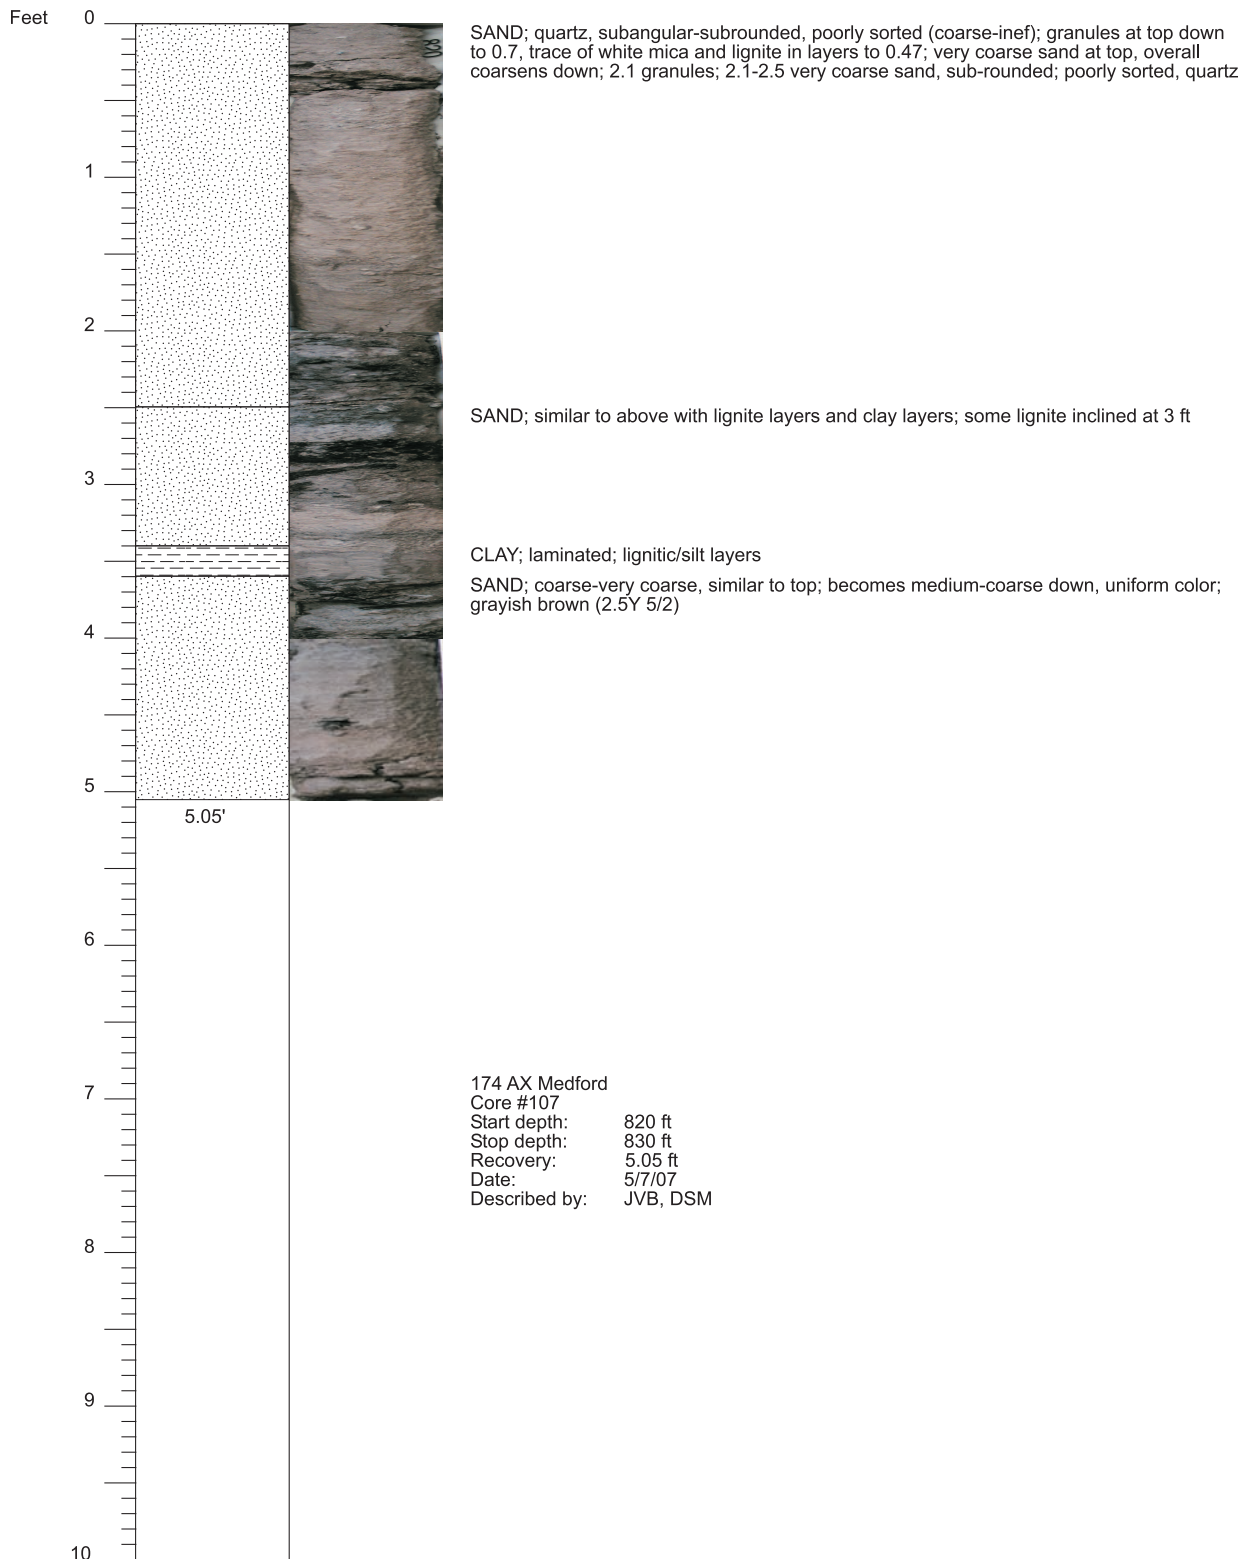 Feet 0
SAND; quartz, subangular-subrounded, poorly sorted (coarse-inef); granules at top down
to 0.7, trace of white mica and lignite in layers to 0.47; very coarse sand at top, overall
coarsens down; 2.1 granules; 2.1-2.5 very coarse sand, sub-rounded; poorly sorted, quartz
1
2
SAND; similar to above with lignite layers and clay layers; some lignite inclined at 3 ft
3
CLAY; laminated; lignitic/silt layers
SAND; coarse-very coarse, similar to top; becomes medium-coarse down, uniform color;
grayish brown (2.5Y 5/2)
4
5
5.05'
6
7
174 AX Medford
Core #107
Start depth: 820 ft
Stop depth: 830 ft
Recovery: 5.05 ft
Date: 5/7/07
Described by: JVB, DSM
8
9
10